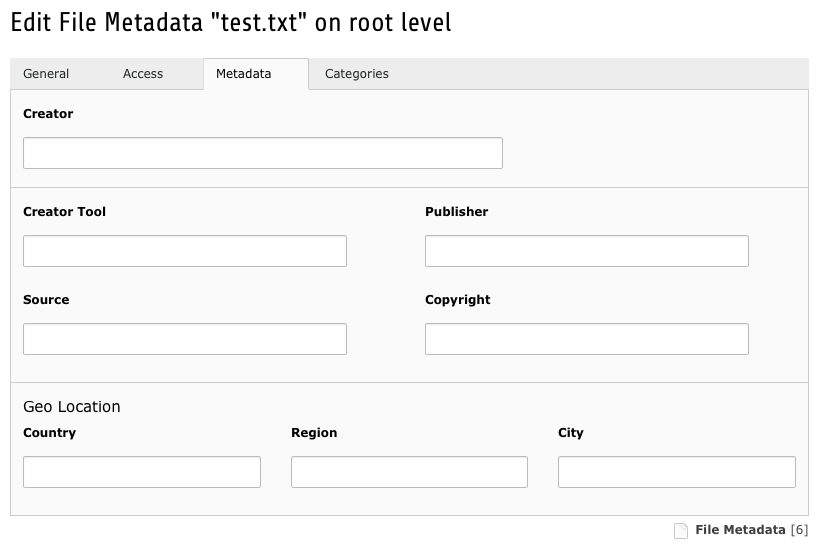 Edit File Metadata "test.txt" on root level
General Access Metadata Categories
Creator
Creator Tool Publisher
Source Copyright
Geo Location
Country Region City
File Metadata [6]